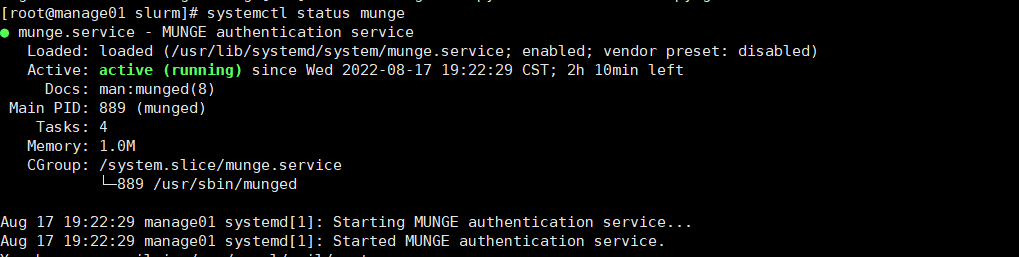 [root@manage01 slurm]# systemctl status munge
● munge.service - MUNGE authentication service
Loaded: loaded (/usr/lib/systemd/system/munge.service; enabled; vendor preset: disabled)
Active: active (running) since Wed 2022-08-17 19:22:29 CST; 2h 10min left
Docs: man:munged(8)
Main PID: 889 (munged)
Tasks: 4
Memory: 1.0M
CGroup: /system.slice/munge.service
└─889 /usr/sbin/munged
Aug 17 19:22:29 manage01 systemd[1]: Starting MUNGE authentication service...
Aug 17 19:22:29 manage01 systemd[1]: Started MUNGE authentication service.